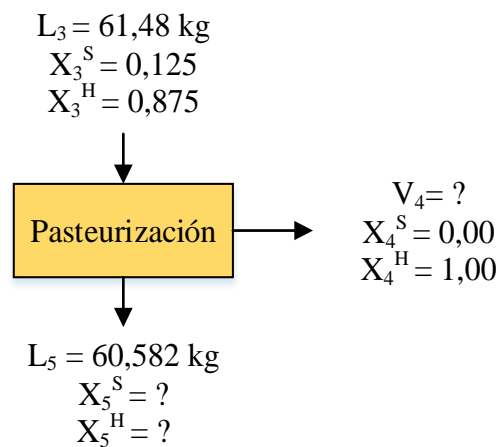 L₃ = 61,48 kg
X₃ˢ = 0,125
X₃ᴴ = 0,875
Pasteurización
V₄= ?
X₄ˢ = 0,00
X₄ᴴ = 1,00
L₅ = 60,582 kg
X₅ˢ = ?
X₅ᴴ = ?